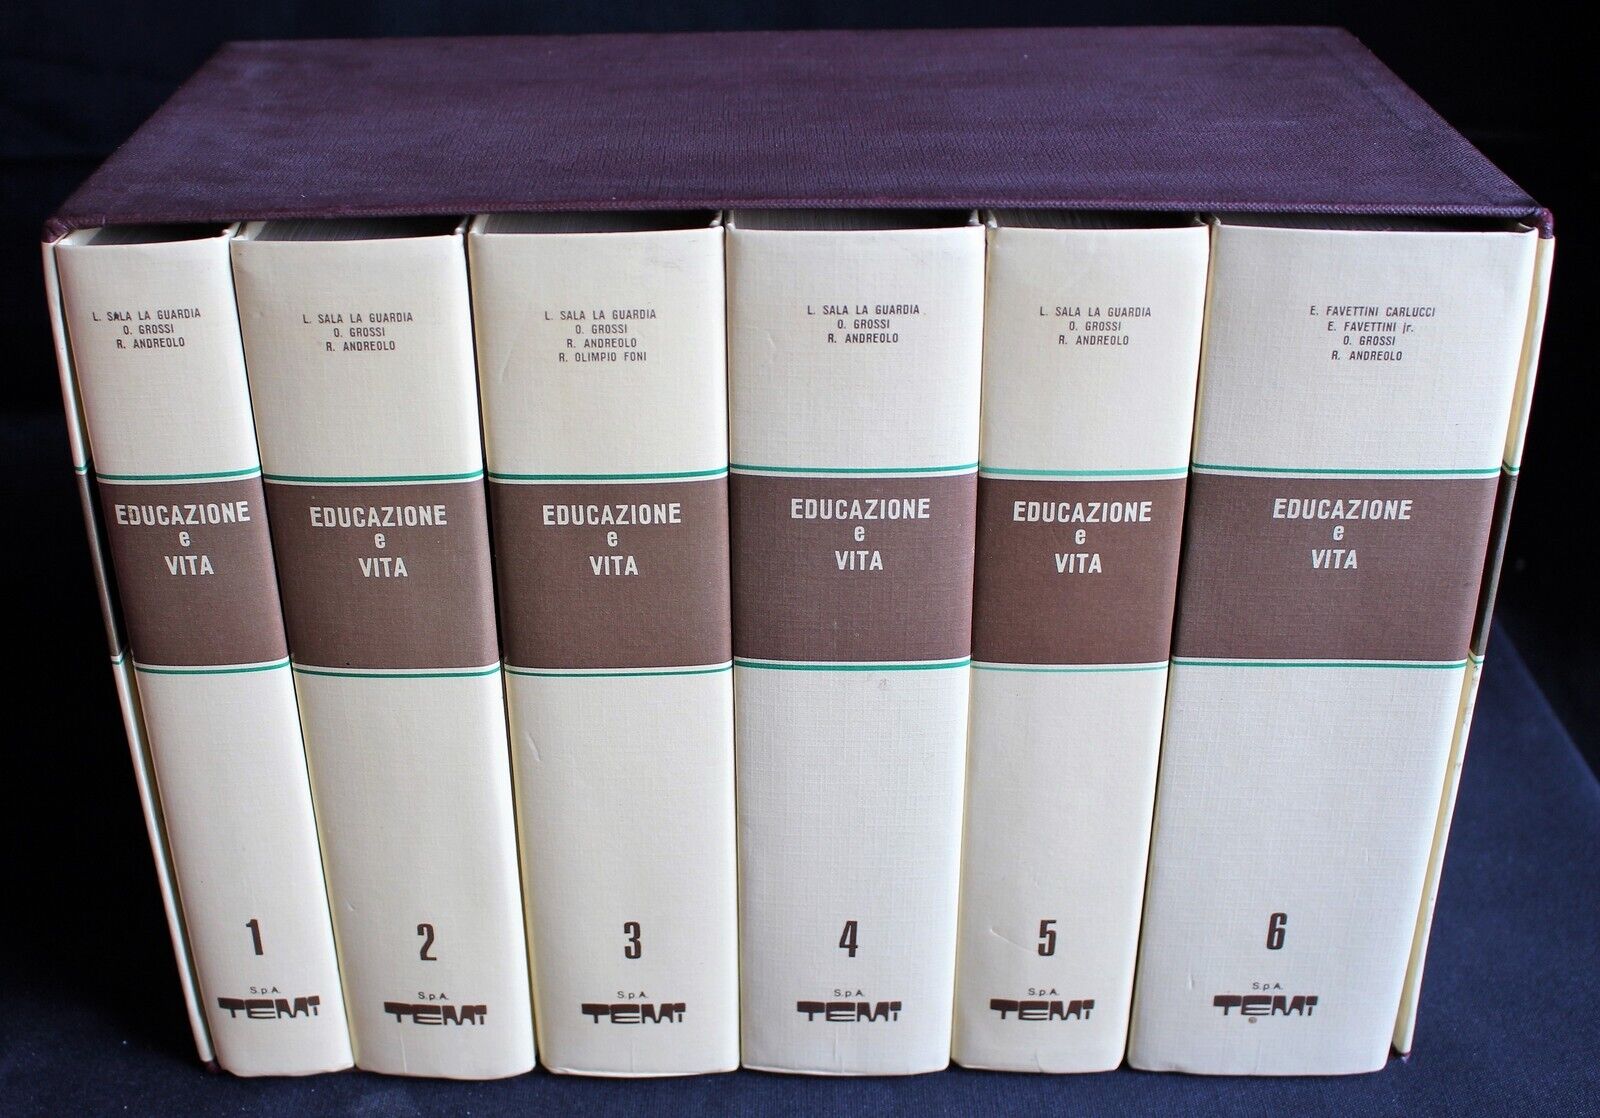 L. SALA LA GUARDIA
O. GROSSI
R. ANDREOLO
EDUCAZIONE
e
VITA
1
S.p.A.
TEMI
L. SALA LA GUARDIA
O. GROSSI
R. ANDREOLO
EDUCAZIONE
e
VITA
2
S.p.A.
TEMI
L. SALA LA GUARDIA
O. GROSSI
R. ANDREOLO
R. OLIMPIO FONI
EDUCAZIONE
e
VITA
3
S.p.A.
TEMI
L. SALA LA GUARDIA
O. GROSSI
R. ANDREOLO
EDUCAZIONE
e
VITA
4
S.p.A.
TEMI
L. SALA LA GUARDIA
O. GROSSI
R. ANDREOLO
EDUCAZIONE
e
VITA
5
S.p.A.
TEMI
E. FAVETTINI CARLUCCI
E. FAVETTINI jr.
O. GROSSI
R. ANDREOLO
EDUCAZIONE
e
VITA
6
S.p.A.
TEMI